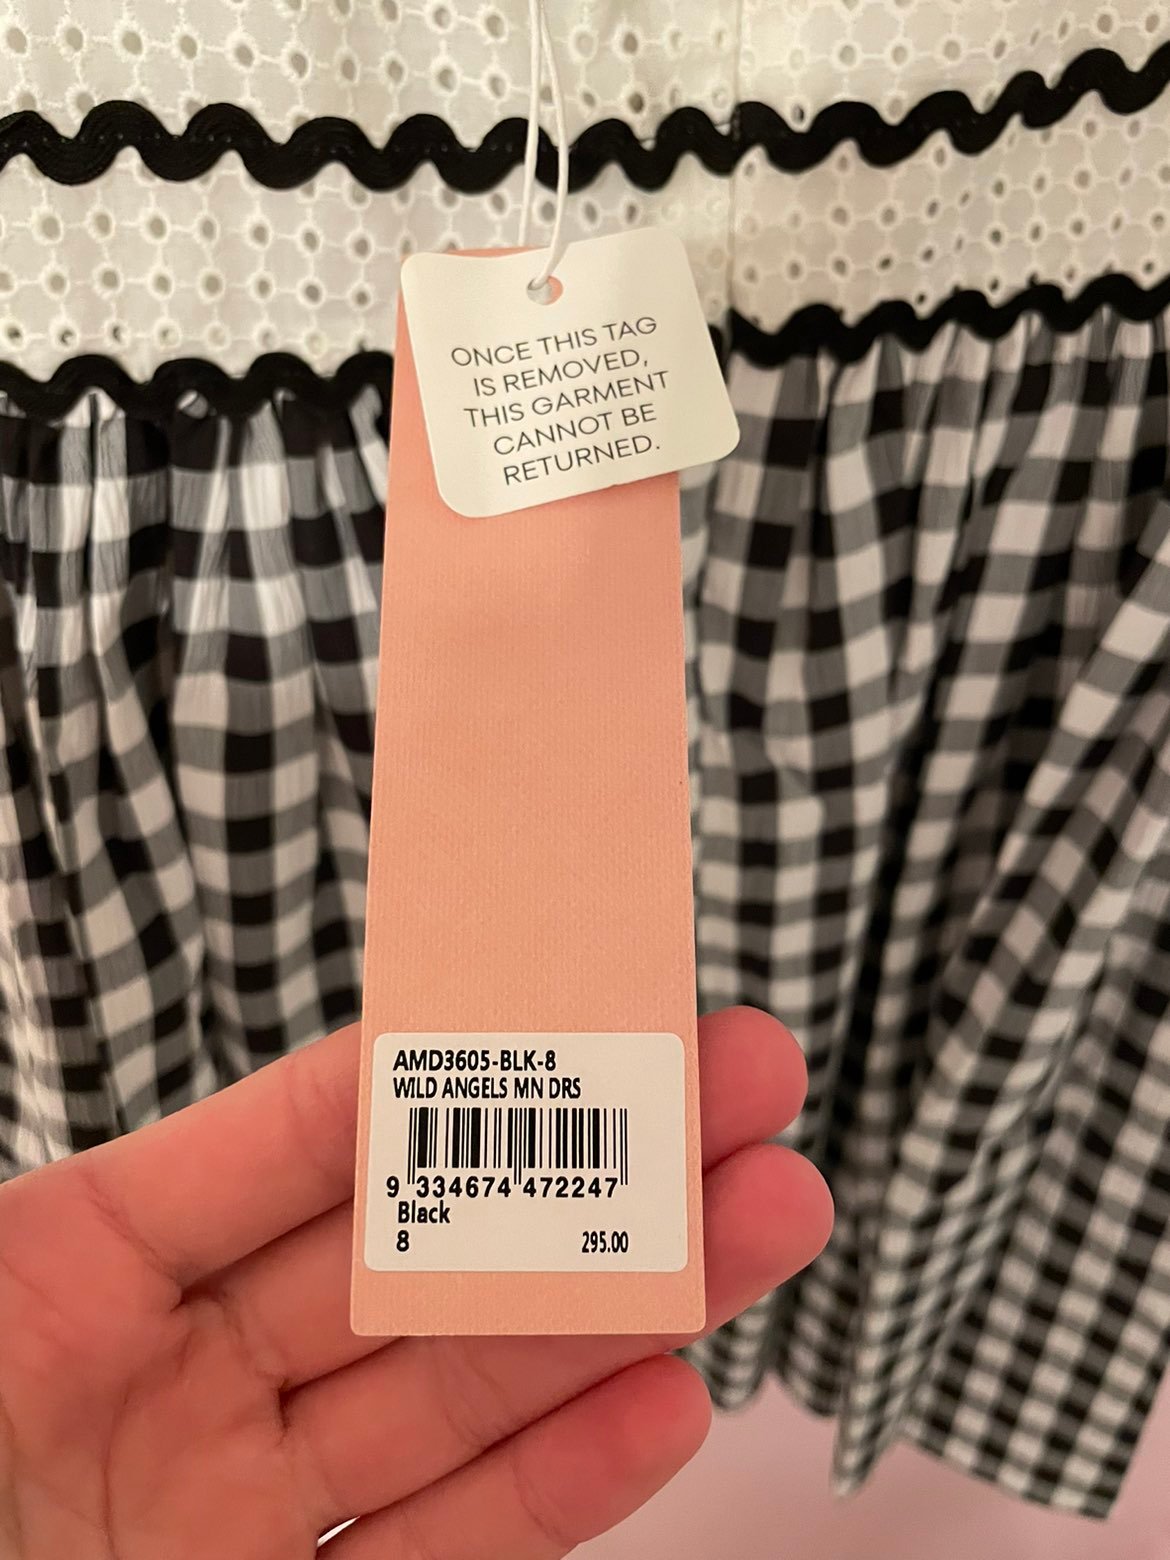 ONCE THIS TAG
IS REMOVED,
THIS GARMENT
CANNOT BE
RETURNED.
AMD3605-BLK-8
WILD ANGELS MN DRS
9 334674 472247
Black
8 295.00